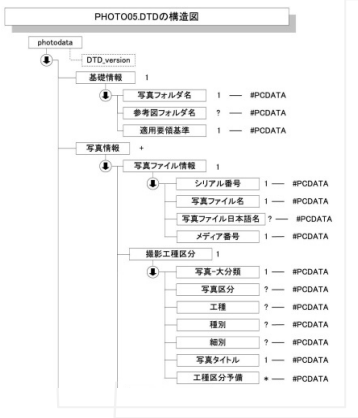 PHOTO05.DTDの構造図
photodata
DTD_version
基礎情報 1
写真フォルダ名 1 — #PCDATA
参考図フォルダ名 ? — #PCDATA
適用要領基準 1 — #PCDATA
写真情報 +
写真ファイル情報 1
シリアル番号 1 — #PCDATA
写真ファイル名 1 — #PCDATA
写真ファイル日本語名 ? — #PCDATA
メディア番号 1 — #PCDATA
撮影工種区分 1
写真-大分類 1 — #PCDATA
写真区分 ? — #PCDATA
工種 ? — #PCDATA
種別 ? — #PCDATA
細別 ? — #PCDATA
写真タイトル 1 — #PCDATA
工種区分予備 * — #PCDATA